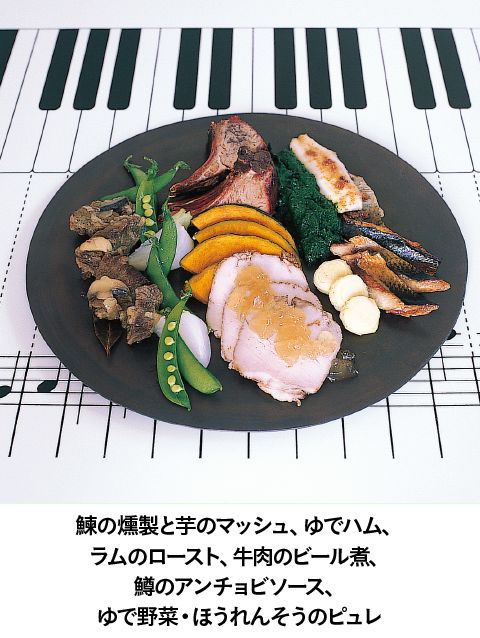 鰊の燻製と芋のマッシュ、ゆでハム、
ラムのロースト、牛肉のビール煮、
鱒のアンチョビソース、
ゆで野菜・ほうれんそうのピュレ